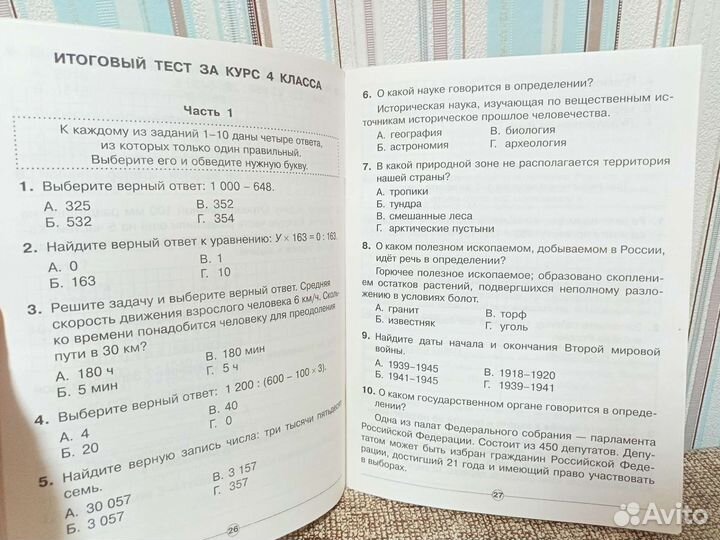 ИТОГОВЫЙ ТЕСТ ЗА КУРС 4 КЛАССА
Часть 1
К каждому из заданий 1–10 даны четыре ответа,
из которых только один правильный.
Выберите его и обведите нужную букву.
1. Выберите верный ответ: 1 000 – 648.
А. 325 В. 352
Б. 532 Г. 354
2. Найдите верный ответ к уравнению: У × 163 = 0 : 163.
А. 0 В. 1
Б. 163 Г. 10
3. Решите задачу и выберите верный ответ. Средняя
скорость движения взрослого человека 6 км/ч. Сколь-
ко времени понадобится человеку для преодоления
пути в 30 км?
А. 180 ч В. 180 мин
Б. 5 мин Г. 5 ч
4. Выберите верный ответ: 1 200 : (600 – 100 × 3).
А. 4 В. 40
Б. 20 Г. 0
5. Найдите верную запись числа: три тысячи пятьдесят
семь.
А. 30 057 В. 3 157
Б. 3 057 Г. 357
26
6. О какой науке говорится в определении?
Историческая наука, изучающая по вещественным ис-
точникам историческое прошлое человечества.
А. география В. биология
Б. астрономия Г. археология
7. В какой природной зоне не располагается территория
нашей страны?
А. тропики
Б. тундра
В. смешанные леса
Г. арктические пустыни
8. О каком полезном ископаемом, добываемом в России,
идёт речь в определении?
Горючее полезное ископаемое; образовано скоплени-
ем остатков растений, подвергшихся неполному разло-
жению в условиях болот.
А. гранит В. торф
Б. известняк Г. уголь
9. Найдите даты начала и окончания Второй мировой
войны.
А. 1939–1945 В. 1918–1920
Б. 1941–1945 Г. 1939–1941
10. О каком государственном органе говорится в опреде-
лении?
Одна из палат Федерального собрания — парламента
Российской Федерации. Состоит из 450 депутатов. Депу-
татом может быть избран гражданин Российской Феде-
рации, достигший 21 года и имеющий право участвовать
в выборах.
27
Avito